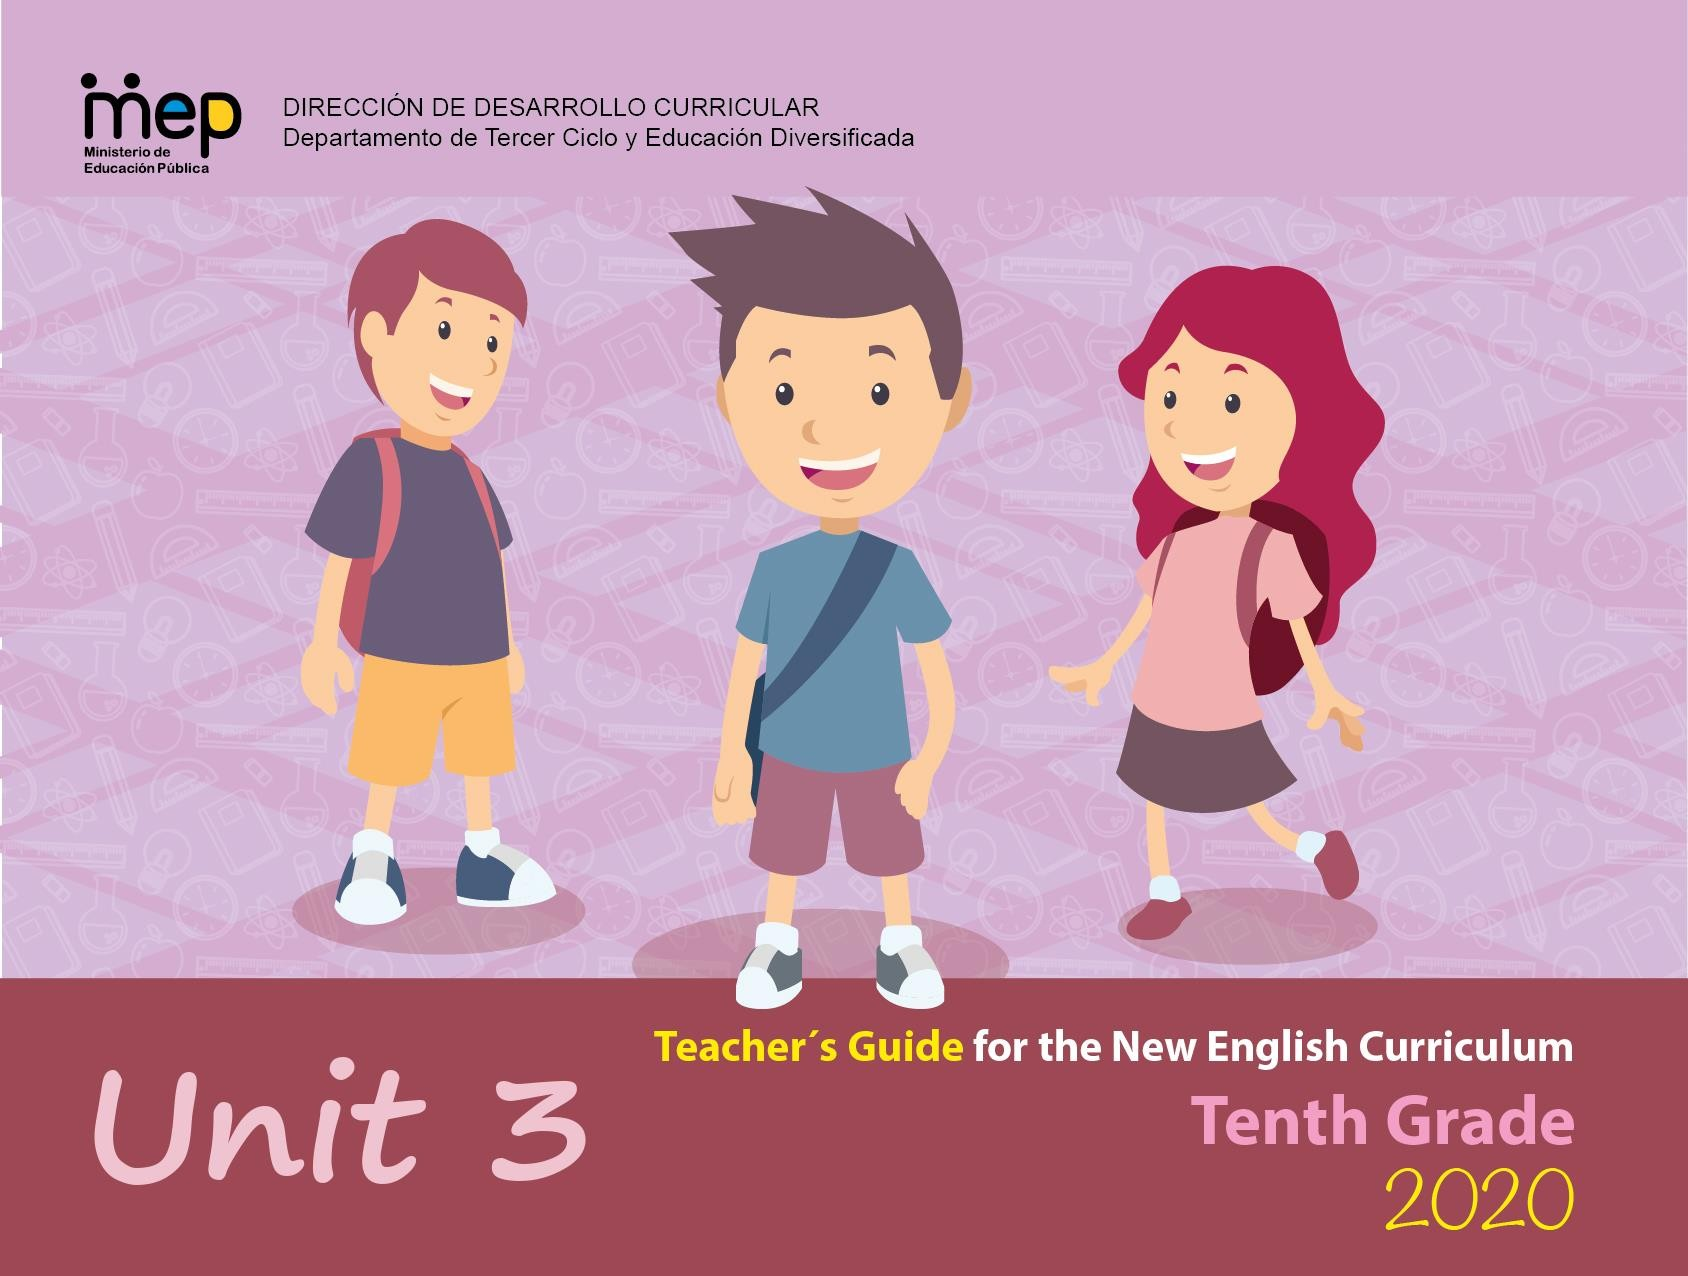 mep
Ministerio de
Educación Pública
DIRECCIÓN DE DESARROLLO CURRICULAR
Departamento de Tercer Ciclo y Educación Diversificada
Teacher´s Guide for the New English Curriculum
Unit 3
Tenth Grade
2020